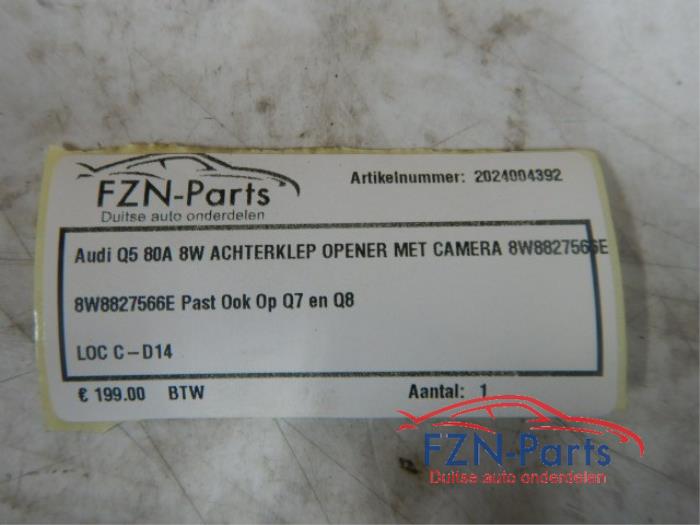 FZN-Parts
Duitse auto onderdelen
Artikelnummer: 2024004392
Audi Q5 80A 8W ACHTERKLEP OPENER MET CAMERA 8W8827566E
8W8827566E Past Ook Op Q7 en Q8
LOC C-D14
€ 199.00 BTW
Aantal: 1
FZN-Parts
Duitse auto onderdelen